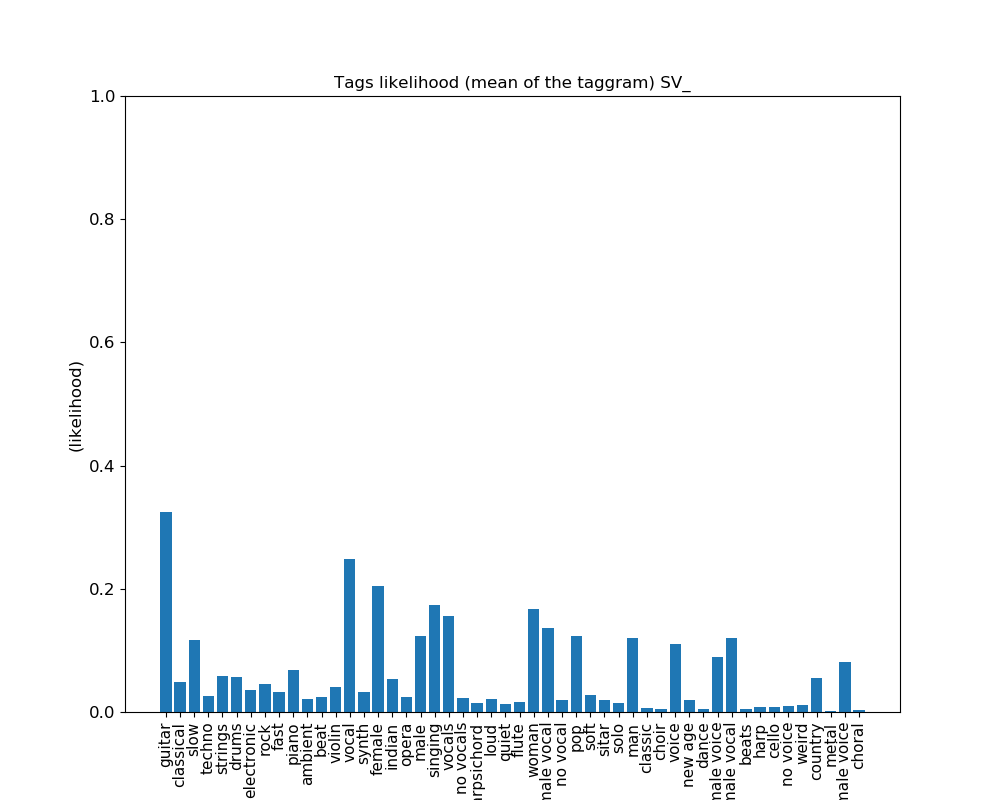 Tags likelihood (mean of the taggram) SV_
1.0
0.8
0.6
0.4
0.2
0.0
(likelihood)
guitar
classical
slow
techno
strings
drums
electronic
rock
fast
piano
ambient
beat
violin
vocal
synth
female
indian
opera
male
singing
vocals
no vocals
arpsichord
loud
quiet
flute
woman
male vocal
no vocal
pop
soft
sitar
solo
man
classic
choir
voice
new age
dance
male voice
male vocal
beats
harp
cello
no voice
weird
country
metal
male voice
choral